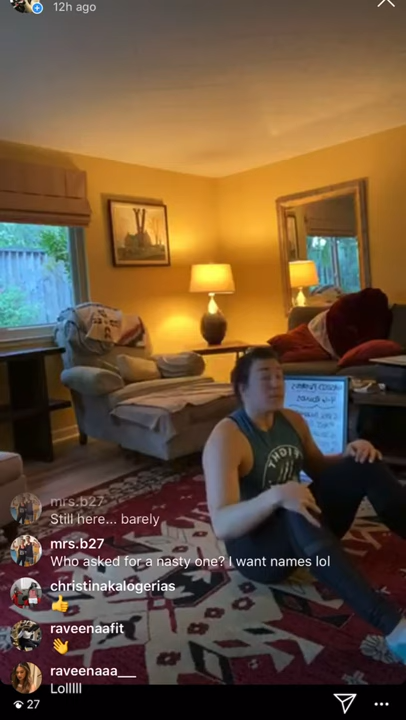 12h ago
mrs.b27
Still here... barely
mrs.b27
Who asked for a nasty one? I want names lol
christinakalogerias
👍
raveenaafit
👋
raveenaaa__
Lolllll
27